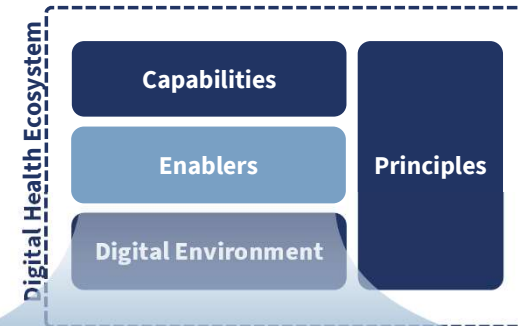 Digital Health Ecosystem
Capabilities
Enablers
Principles
Digital Environment